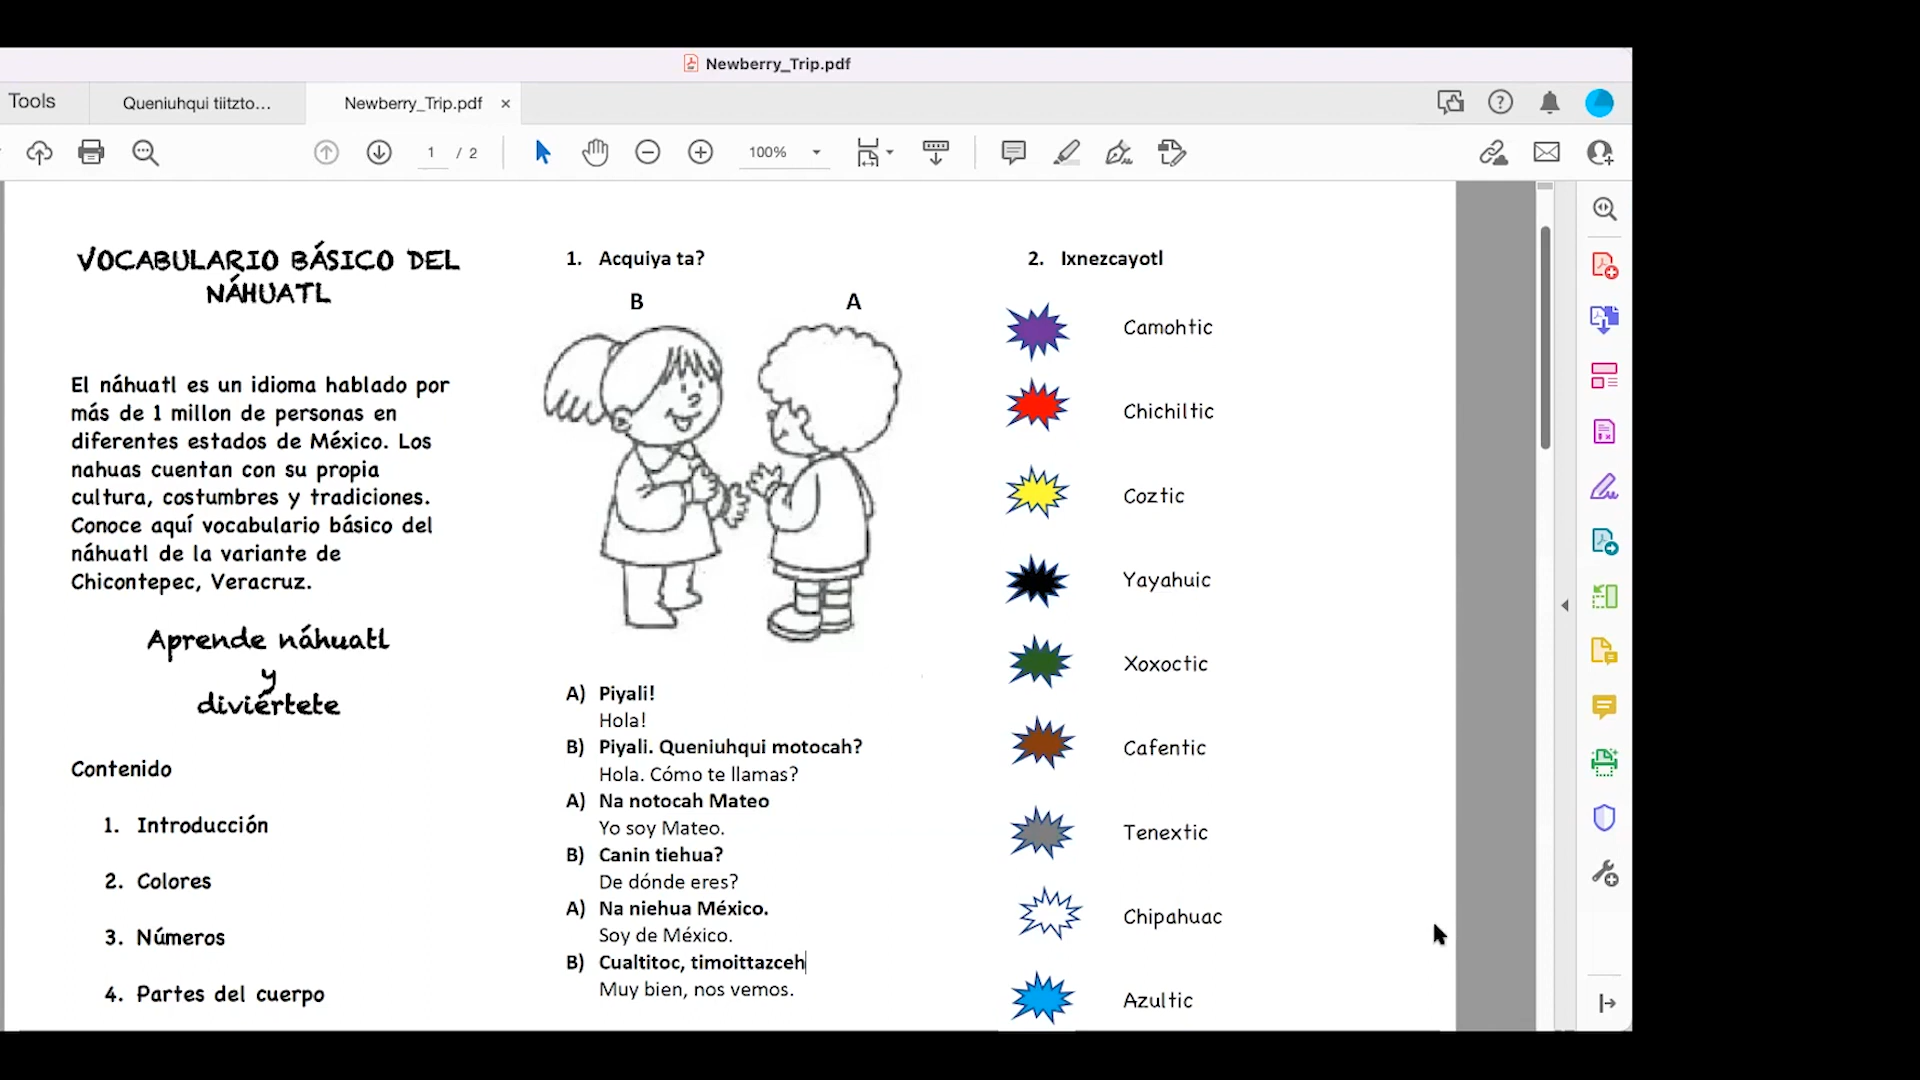 Newberry_Trip.pdf
Tools
Queniuhqui tiitzto...
Newberry_Trip.pdf
1 / 2
100%
VOCABULARIO BÁSICO DEL
NÁHUATL
El náhuatl es un idioma hablado por
más de 1 millon de personas en
diferentes estados de México. Los
nahuas cuentan con su propia
cultura, costumbres y tradiciones.
Conoce aquí vocabulario básico del
náhuatl de la variante de
Chicontepec, Veracruz.
Aprende náhuatl
y
diviértete
Contenido
1. Introducción
2. Colores
3. Números
4. Partes del cuerpo
1. Acquiya ta?
B A
A) Piyali!
Hola!
B) Piyali. Queniuhqui motocah?
Hola. Cómo te llamas?
A) Na notocah Mateo
Yo soy Mateo.
B) Canin tiehua?
De dónde eres?
A) Na niehua México.
Soy de México.
B) Cualtitoc, timoittazceh
Muy bien, nos vemos.
2. Ixnezcayotl
Camohtic
Chichiltic
Coztic
Yayahuic
Xoxoctic
Cafentic
Tenextic
Chipahuac
Azultic